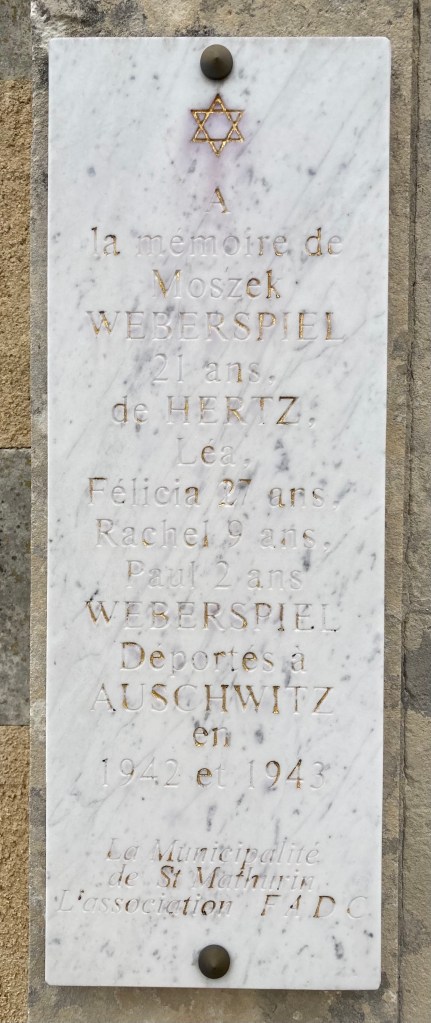 A
la mémoire de
Moszek
WEBERSPIEL
21 ans,
de HERTZ,
Léa,
Félicia 27 ans,
Rachel 9 ans,
Paul 2 ans
WEBERSPIEL
Deportés à
AUSCHWITZ
en
1942 et 1943
La Municipalité
de St Mathurin
L'association F A D C